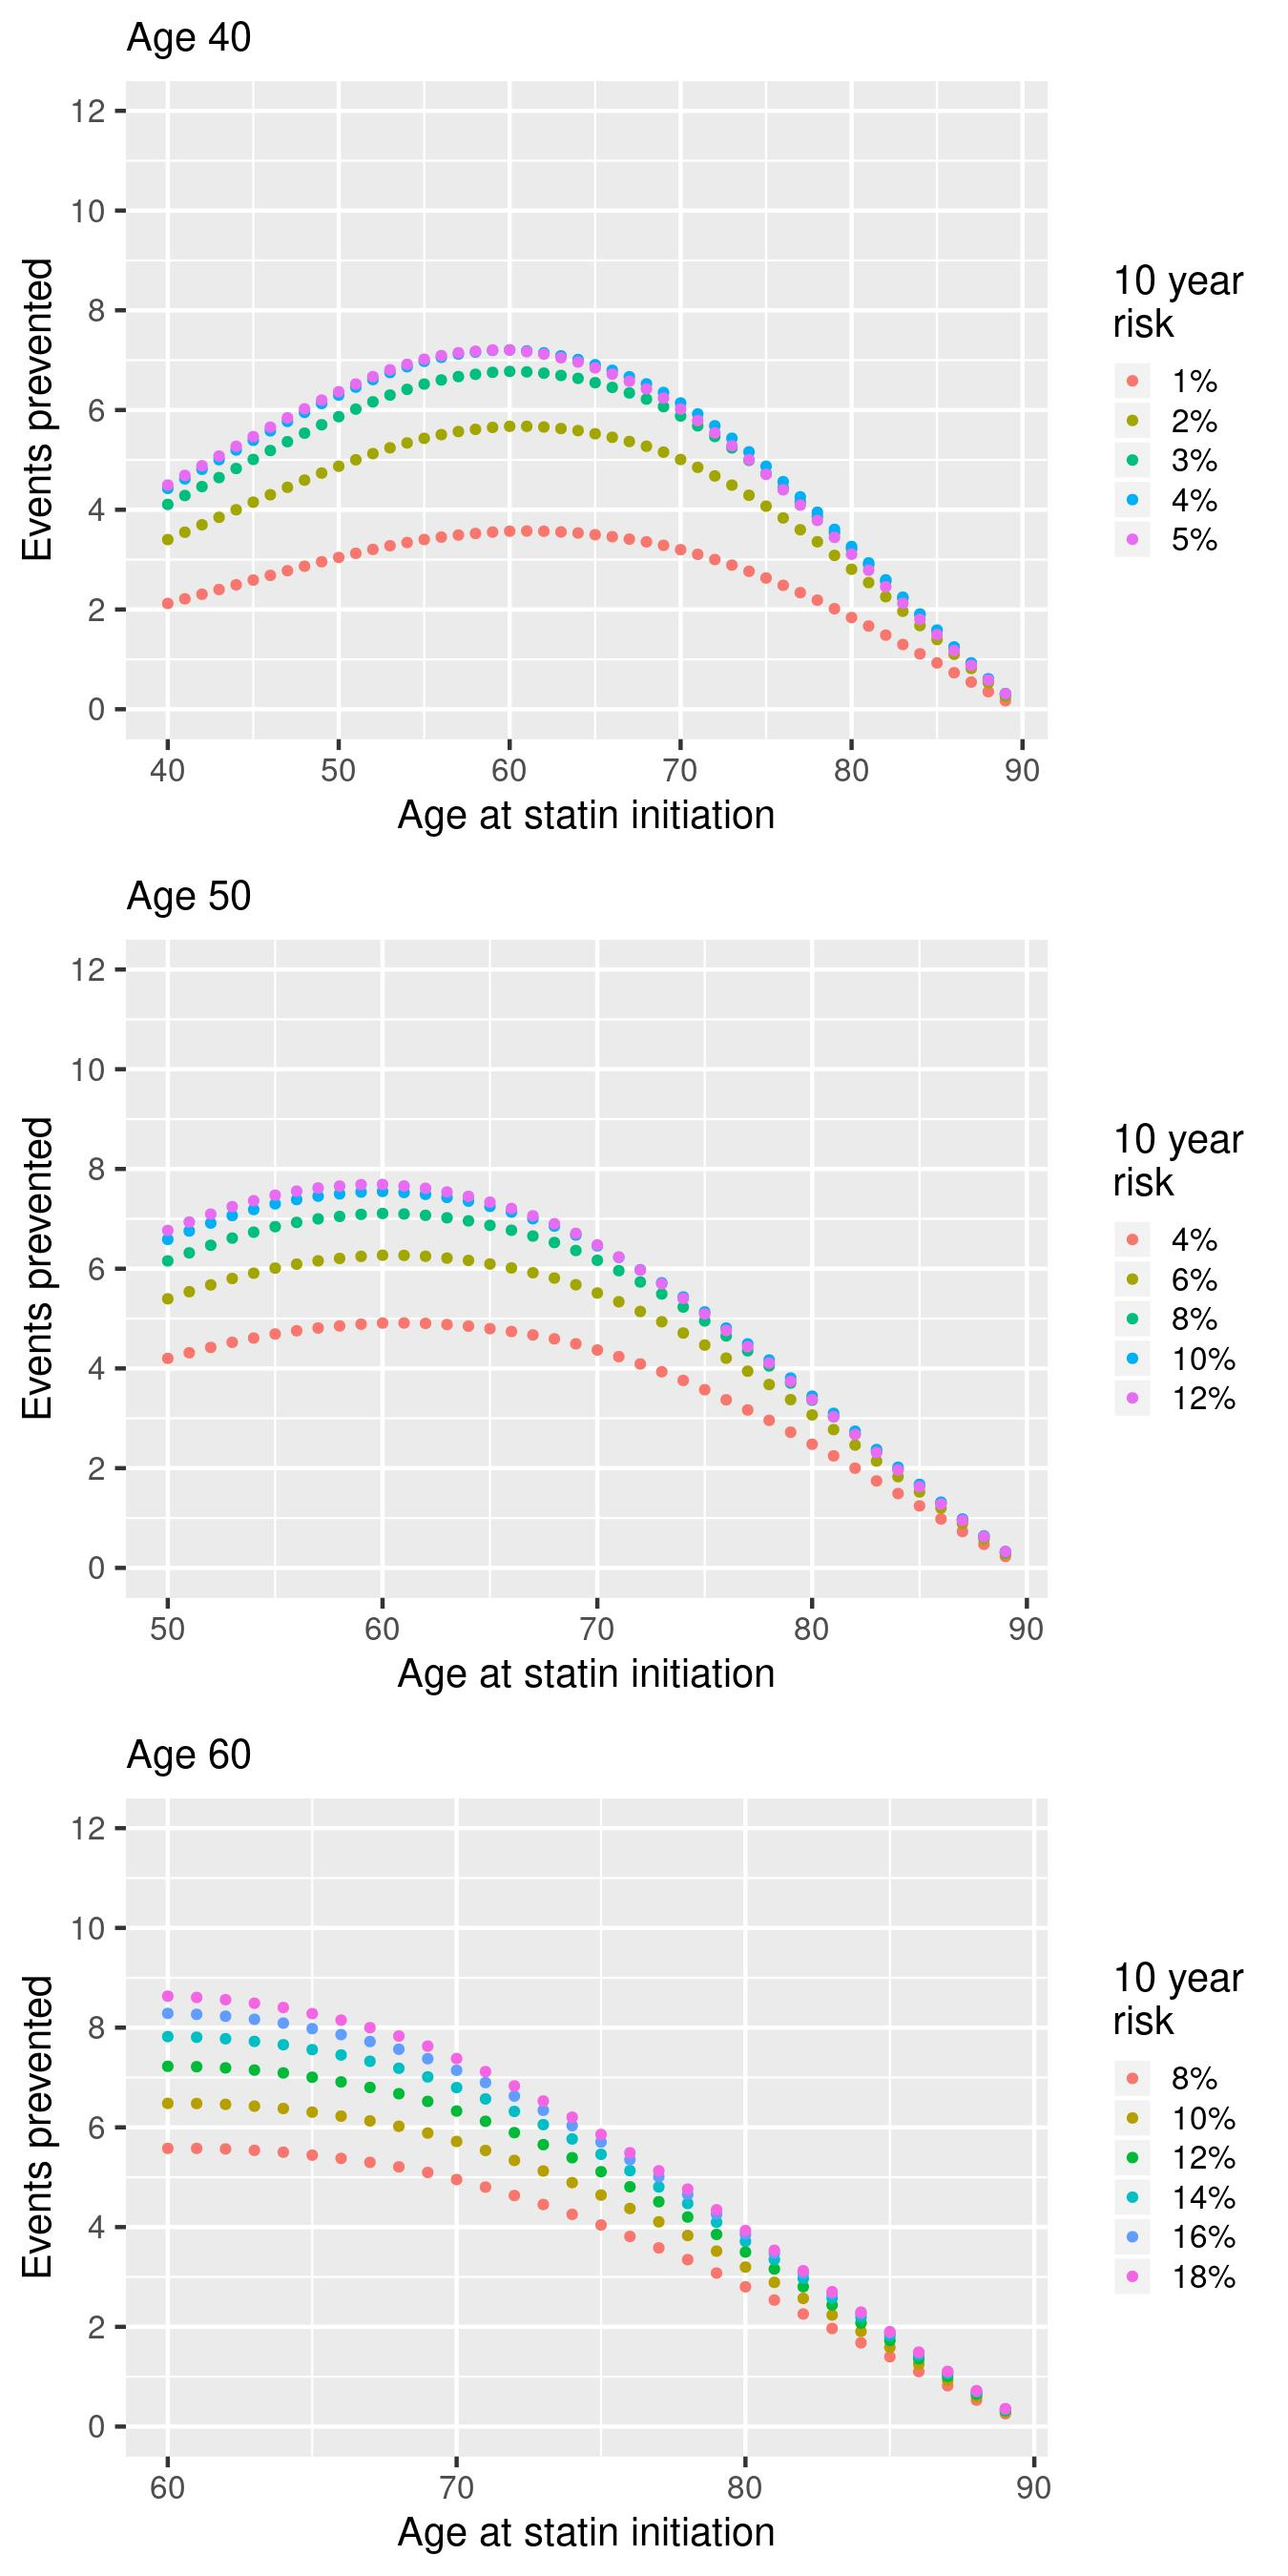 Age 40
12
10
8
6
4
2
0
Events prevented
40 50 60 70 80 90
Age at statin initiation
10 year
risk
1%
2%
3%
4%
5%
Age 50
12
10
8
6
4
2
0
Events prevented
50 60 70 80 90
Age at statin initiation
10 year
risk
4%
6%
8%
10%
12%
Age 60
12
10
8
6
4
2
0
Events prevented
60 70 80 90
Age at statin initiation
10 year
risk
8%
10%
12%
14%
16%
18%